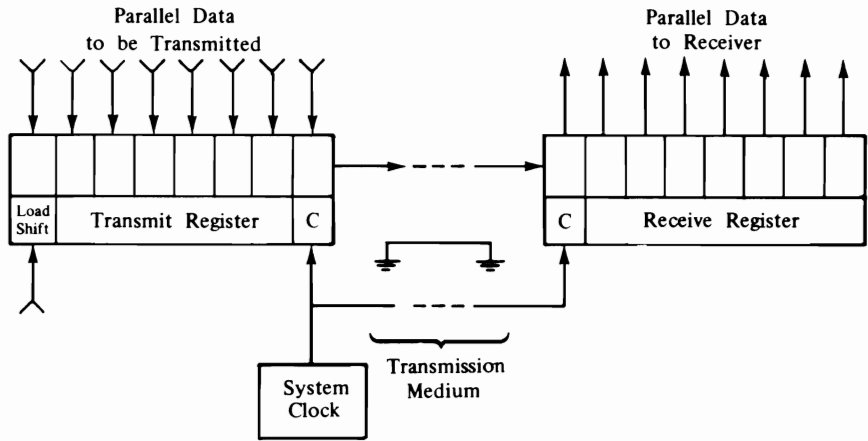 Parallel Data
to be Transmitted
Parallel Data
to Receiver
Load
Shift
Transmit Register
C
C
Receive Register
Transmission
Medium
System
Clock